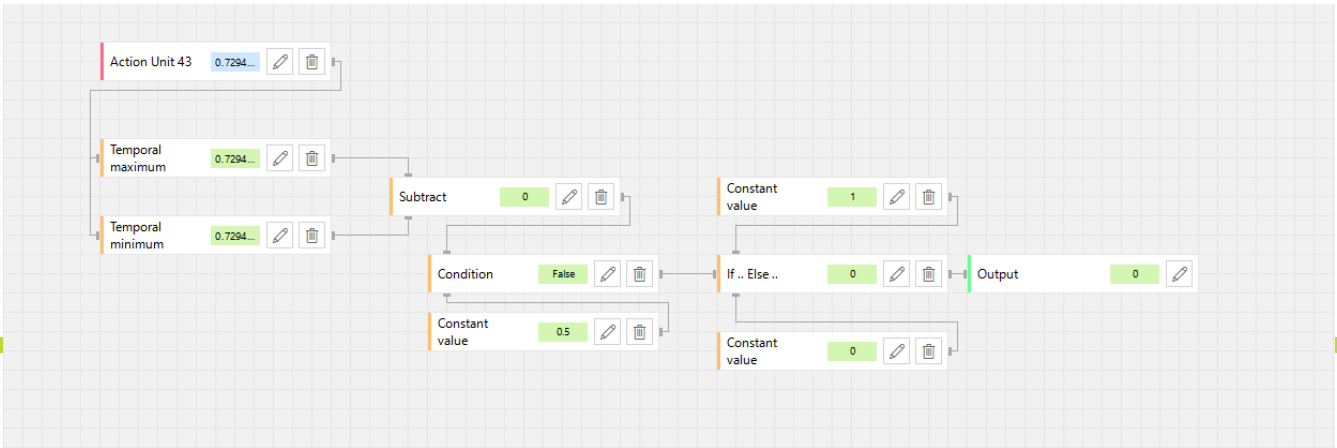 Action Unit 43 0.7294...
Temporal
maximum 0.7294...
Temporal
minimum 0.7294...
Subtract 0
Constant
value 1
Condition False
If .. Else .. 0
Output 0
Constant
value 0.5
Constant
value 0